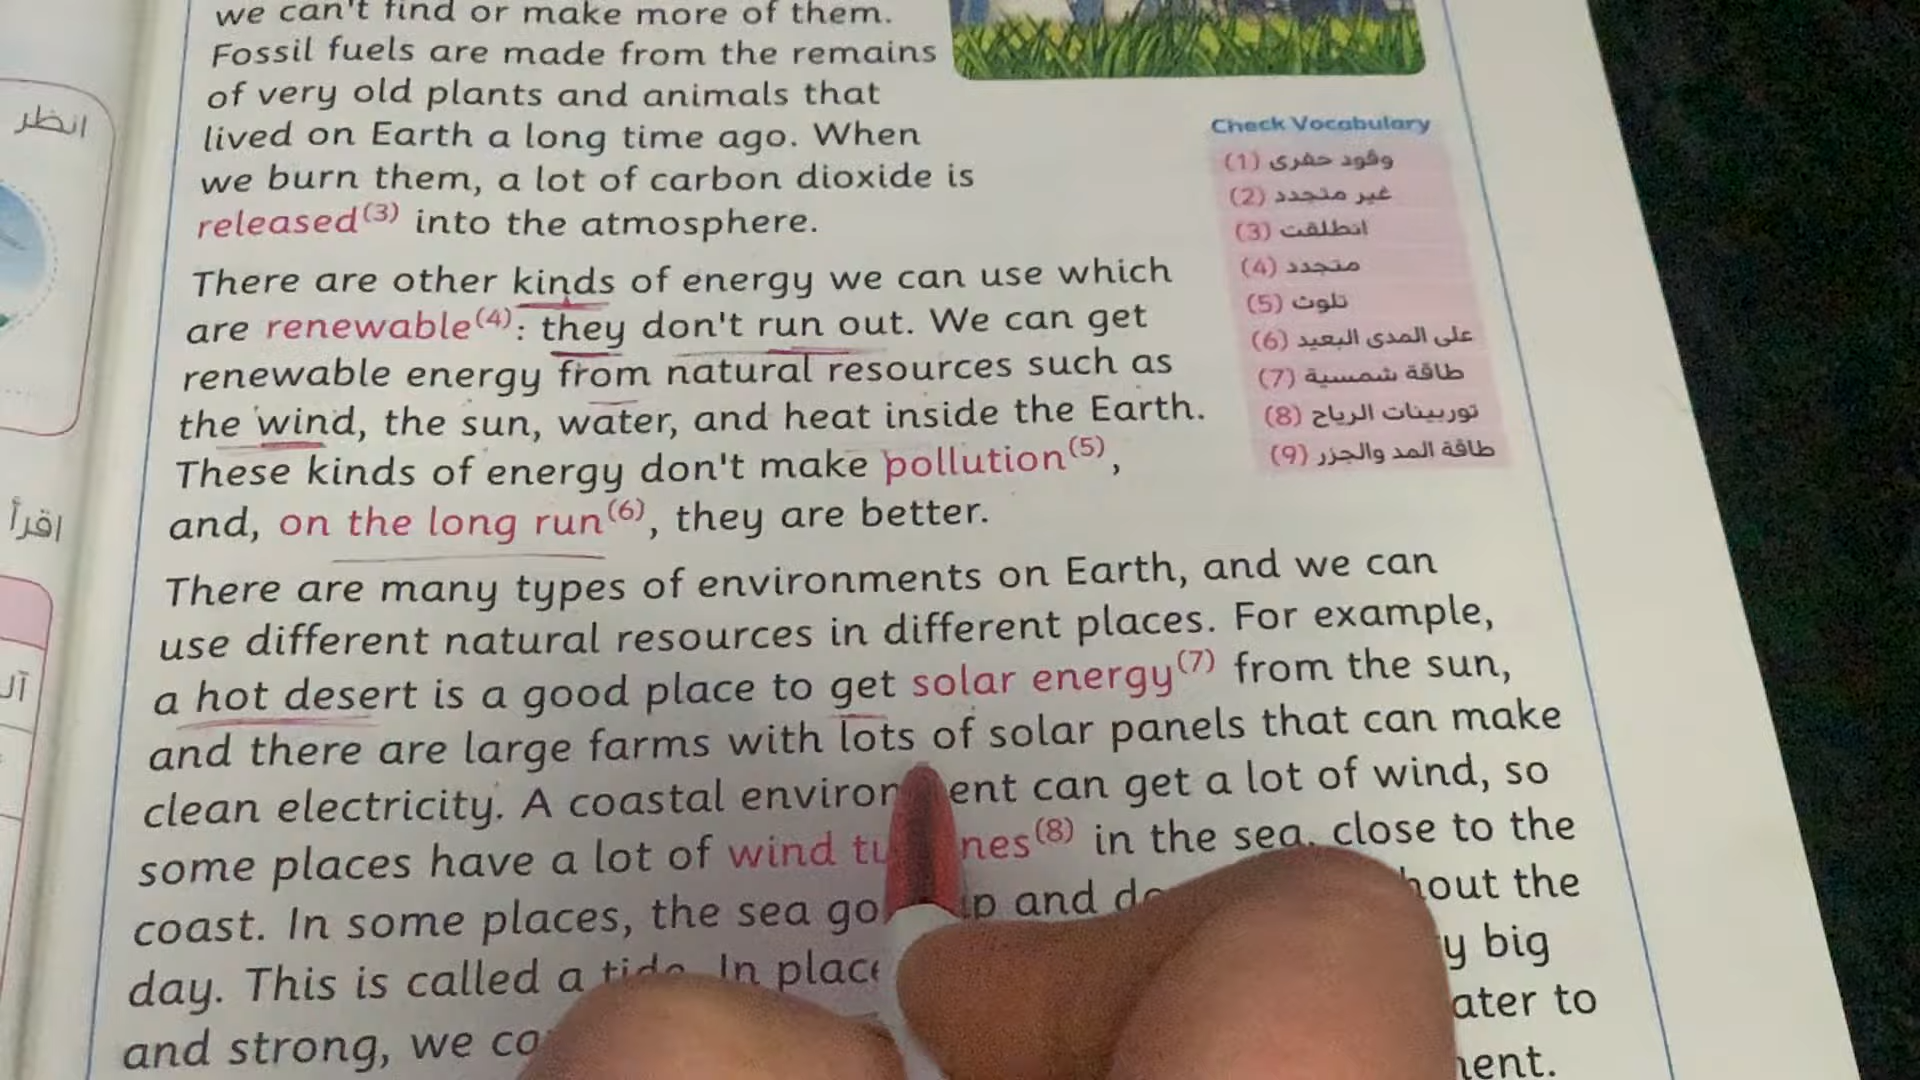 we can't find or make more of them.
Fossil fuels are made from the remains
of very old plants and animals that
lived on Earth a long time ago. When
we burn them, a lot of carbon dioxide is
released(3) into the atmosphere.
There are other kinds of energy we can use which
are renewable(4): they don't run out. We can get
renewable energy from natural resources such as
the wind, the sun, water, and heat inside the Earth.
These kinds of energy don't make pollution(5),
and, on the long run(6), they are better.
There are many types of environments on Earth, and we can
use different natural resources in different places. For example,
a hot desert is a good place to get solar energy(7) from the sun,
and there are large farms with lots of solar panels that can make
clean electricity. A coastal environ ent can get a lot of wind, so
some places have a lot of wind tu nes(8) in the sea, close to the
coast. In some places, the sea go and hout the
day. This is called a tide. In place y big
and strong, we ater to
ent.
Check Vocabulary
(1) وقود حفرى
(2) غير متجدد
(3) انطلقت
(4) متجدد
(5) تلوث
(6) على المدى البعيد
(7) طاقة شمسية
(8) توربينات الرياح
(9) طاقة المد والجزر
انظر
اقرأ